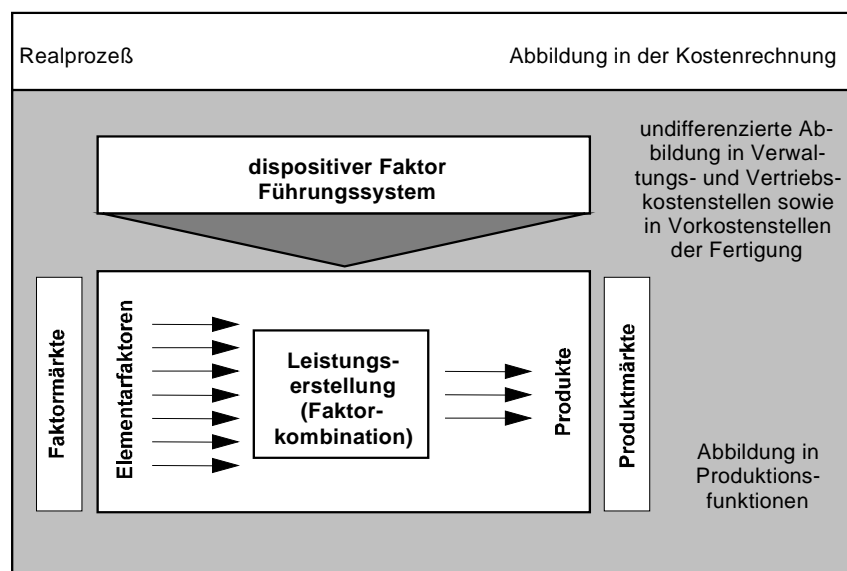 Realprozeß
Abbildung in der Kostenrechnung
dispositiver Faktor
Führungssystem
undifferenzierte Ab-
bildung in Verwal-
tungs- und Vertriebs-
kostenstellen sowie
in Vorkostenstellen
der Fertigung
Faktormärkte
Elementarfaktoren
Leistungs-
erstellung
(Faktor-
kombination)
Produkte
Produktmärkte
Abbildung in
Produktions-
funktionen